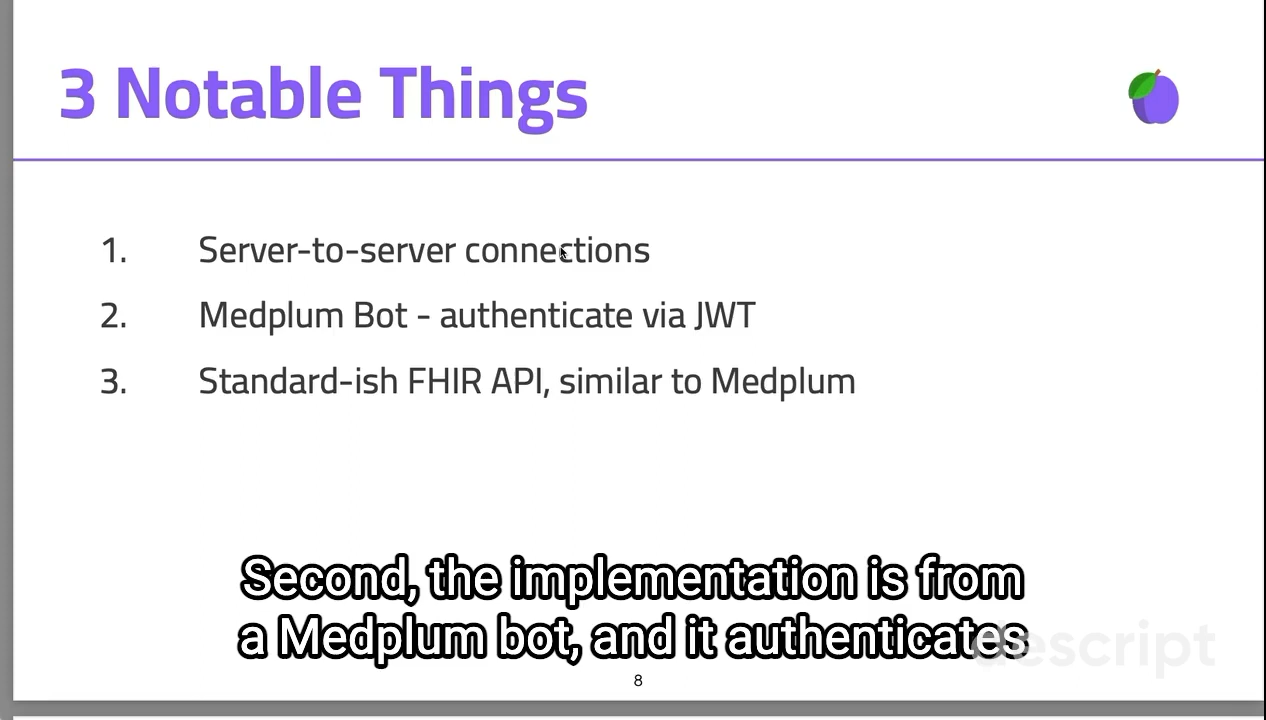 3 Notable Things
1. Server-to-server connections
2. Medplum Bot - authenticate via JWT
3. Standard-ish FHIR API, similar to Medplum
Second, the implementation is from
a Medplum bot, and it authenticates
descript
8